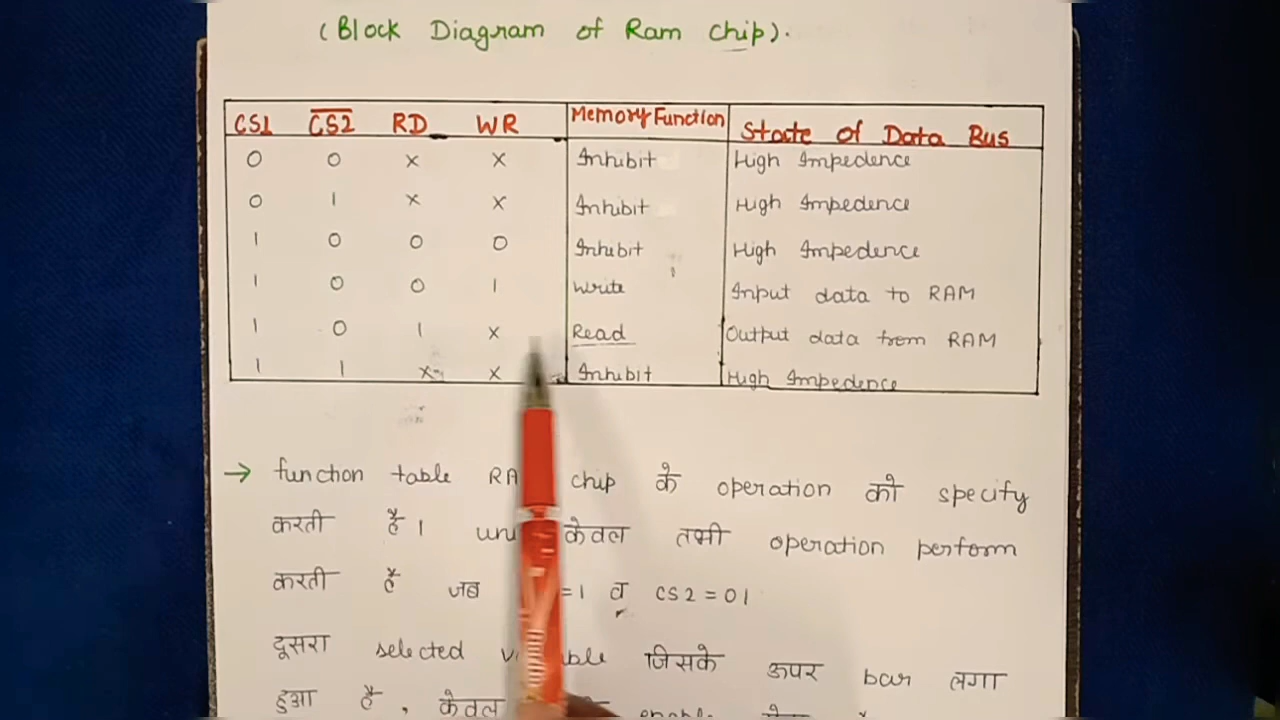 (Block Diagram of Ram Chip).
CS1 C̅S̅2̅ RD WR Memory Function State of Data Bus
0 0 x x Inhibit High Impedence
0 1 x x Inhibit High Impedence
1 0 0 0 Inhibit High Impedence
1 0 0 1 Write Input data to RAM
1 0 1 x Read Output data from RAM
1 1 x x Inhibit High Impedence
→ function table chip के operation को specify
करती है। केवल तभी operation perform
करती है जब =1 व CS2 = 0।
दूसरा selected जिसके ऊपर bar लगा
हुआ है, केवल